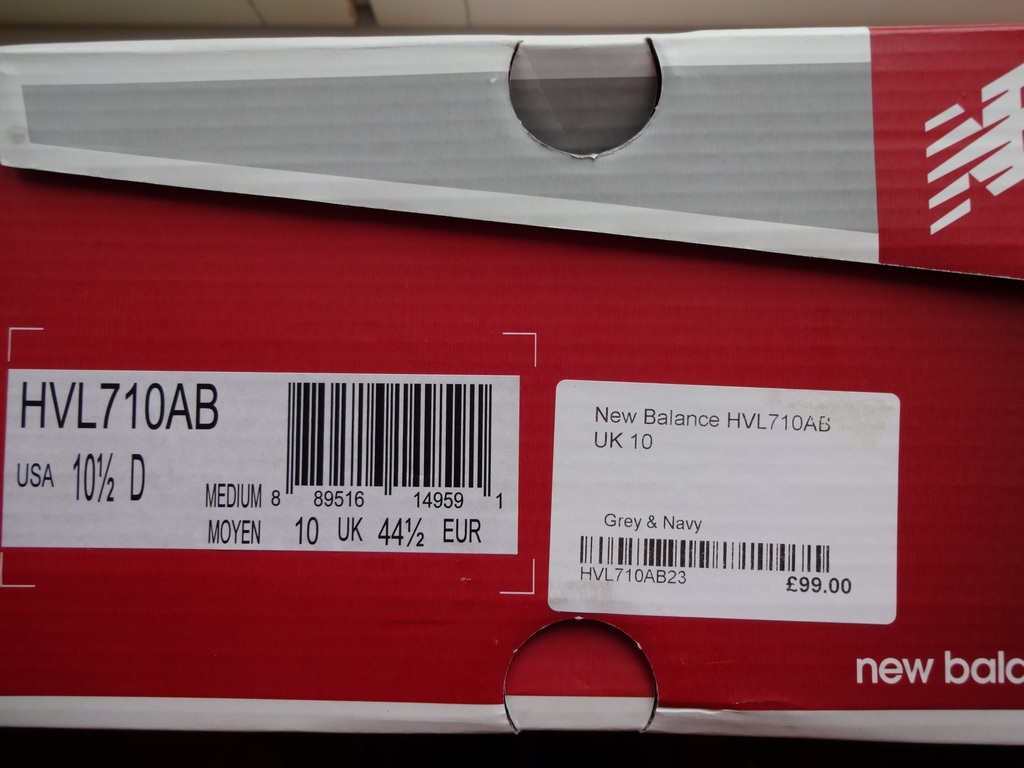 HVL710AB
USA 10½ D
MEDIUM 8 89516 14959 1
MOYEN 10 UK 44½ EUR
New Balance HVL710AB
UK 10
Grey & Navy
HVL710AB23
£99.00
new balc